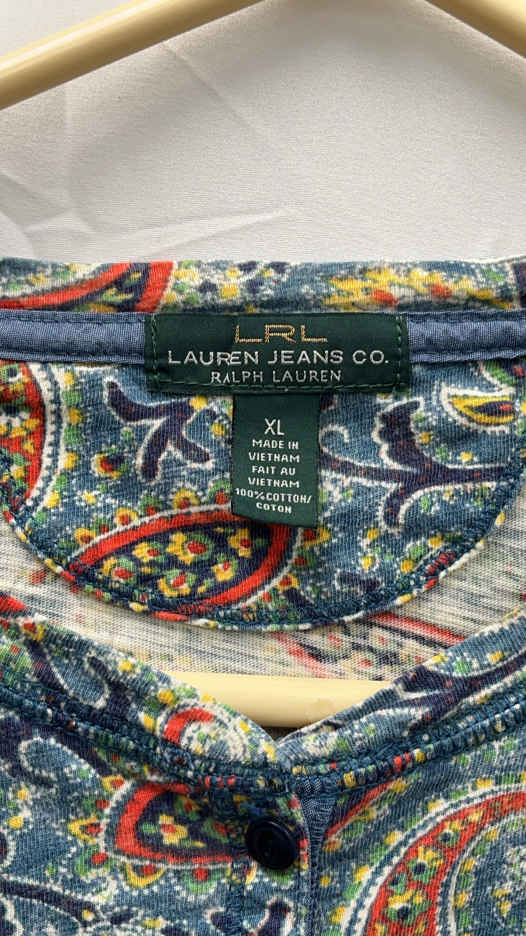 LRL
LAUREN JEANS CO.
RALPH LAUREN
XL
MADE IN
VIETNAM
FAIT AU
VIETNAM
100%COTTON/
COTON